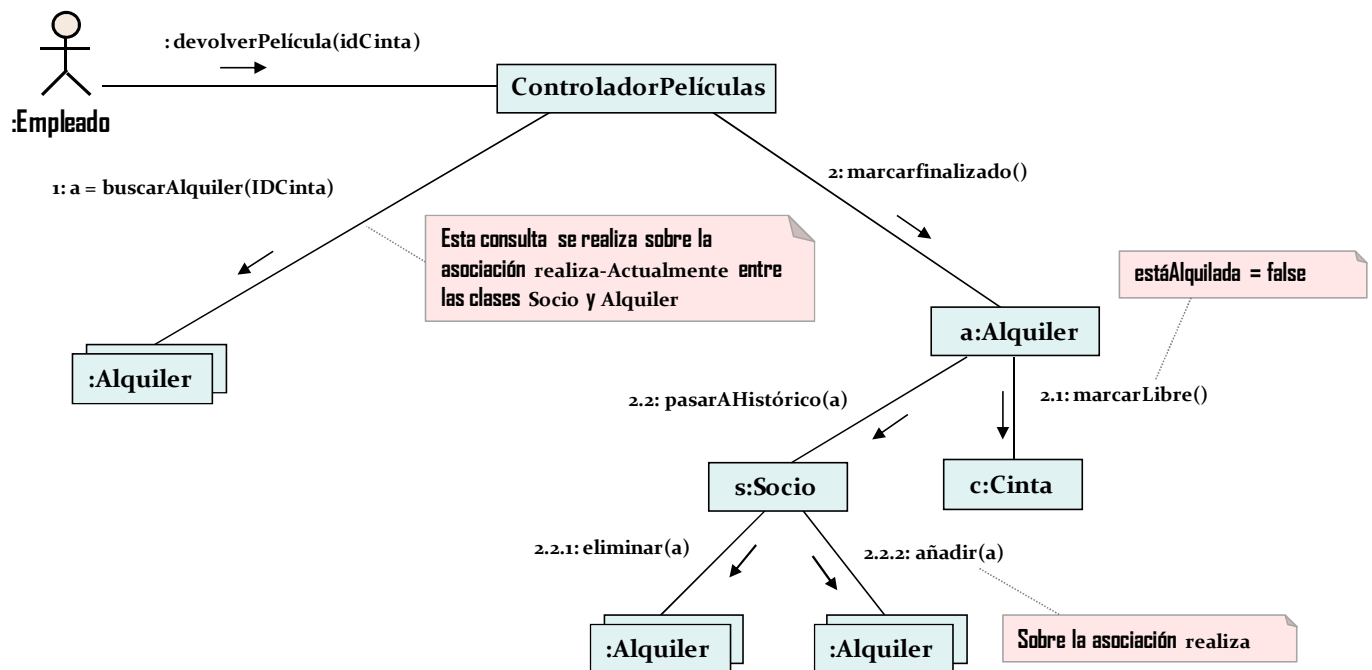 : devolverPelícula(idCinta)
ControladorPelículas
:Empleado
1: a = buscarAlquiler(IDCinta)
2: marcarfinalizado()
Esta consulta se realiza sobre la
asociación realiza-Actualmente entre
las clases Socio y Alquiler
estáAlquilada = false
a:Alquiler
:Alquiler
2.2: pasarAHistórico(a)
2.1: marcarLibre()
s:Socio
c:Cinta
2.2.1: eliminar(a)
2.2.2: añadir(a)
:Alquiler
:Alquiler
Sobre la asociación realiza